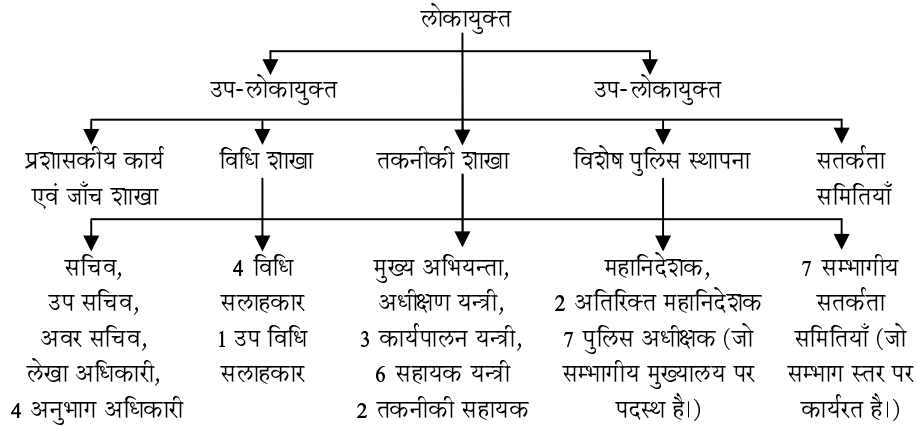 लोकायुक्त
उप-लोकायुक्त
उप-लोकायुक्त
प्रशासकीय कार्य
एवं जाँच शाखा
विधि शाखा
तकनीकी शाखा
विशेष पुलिस स्थापना
सतर्कता
समितियाँ
सचिव,
उप सचिव,
अवर सचिव,
लेखा अधिकारी,
4 अनुभाग अधिकारी
4 विधि
सलाहकार
1 उप विधि
सलाहकार
मुख्य अभियन्ता,
अधीक्षण यन्त्री,
3 कार्यपालन यन्त्री,
6 सहायक यन्त्री
2 तकनीकी सहायक
महानिदेशक,
2 अतिरिक्त महानिदेशक
7 पुलिस अधीक्षक (जो
सम्भागीय मुख्यालय पर
पदस्थ है।)
7 सम्भागीय
सतर्कता
समितियाँ (जो
सम्भाग स्तर पर
कार्यरत है।)